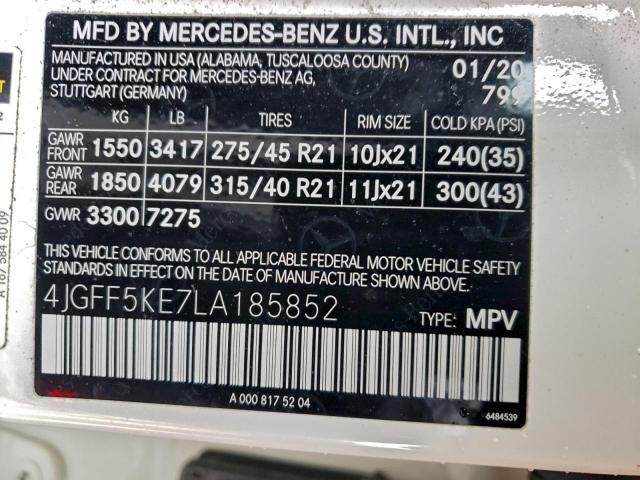 MFD BY MERCEDES-BENZ U.S. INTL., INC
MANUFACTURED IN USA (ALABAMA, TUSCALOOSA COUNTY) 01/20
UNDER CONTRACT FOR MERCEDES-BENZ AG,
STUTTGART (GERMANY) 799
KG LB TIRES RIM SIZE COLD KPA (PSI)
GAWR FRONT 1550 3417 275/45 R21 10Jx21 240(35)
GAWR REAR 1850 4079 315/40 R21 11Jx21 300(43)
GVWR 3300 7275
THIS VEHICLE CONFORMS TO ALL APPLICABLE FEDERAL MOTOR VEHICLE SAFETY
STANDARDS IN EFFECT ON THE DATE OF MANUFACTURE SHOWN ABOVE.
4JGFF5KE7LA185852 TYPE: MPV
A 000 817 52 04
6484539
A 167 584 40 09